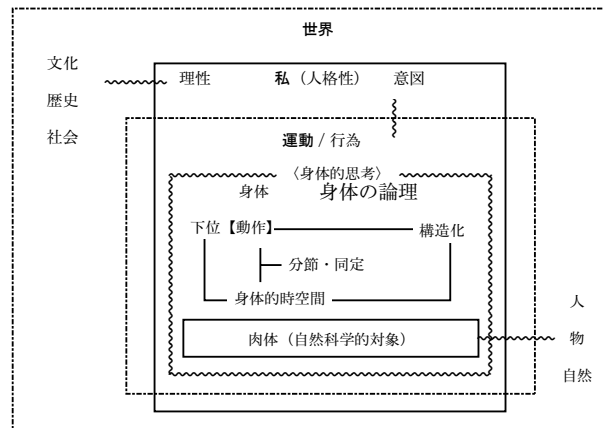 世界
文化
歴史
社会
理性 私（人格性） 意図
運動 / 行為
〈身体的思考〉
身体 身体の論理
下位【動作】 構造化
分節・同定
身体的時空間
肉体（自然科学的対象）
人
物
自然